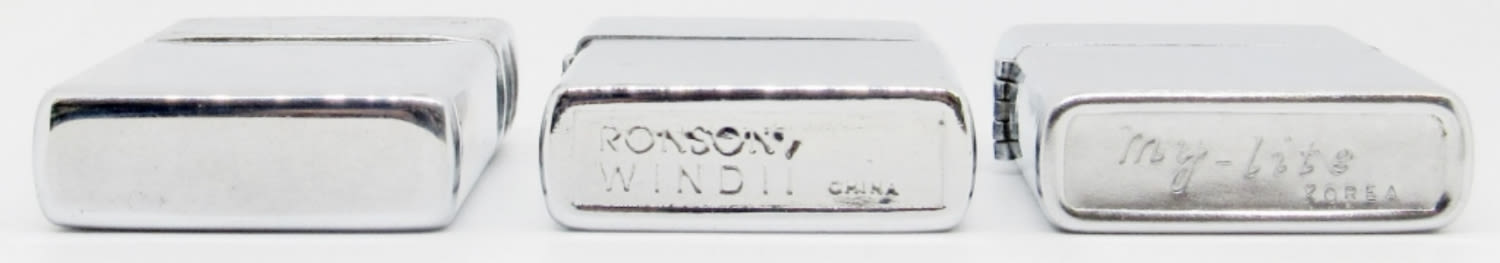 RONSON,
WINDII CHINA
My-lite
KOREA